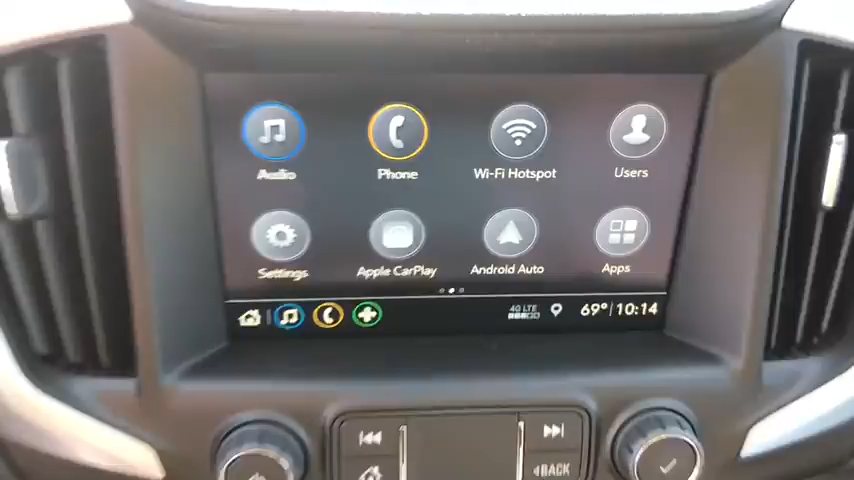 Audio Phone Wi-Fi Hotspot Users
Settings Apple CarPlay Android Auto Apps
4G LTE 69° 10:14
BACK